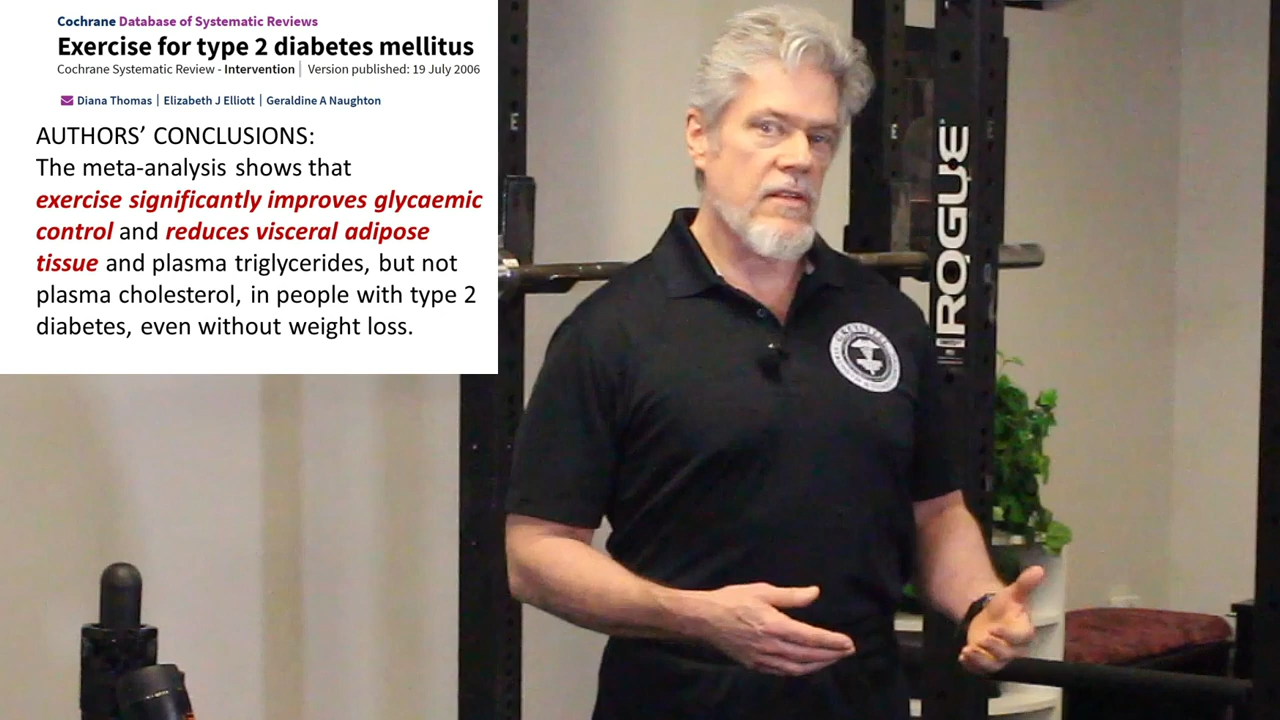 Cochrane Database of Systematic Reviews
Exercise for type 2 diabetes mellitus
Cochrane Systematic Review - Intervention | Version published: 19 July 2006
Diana Thomas | Elizabeth J Elliott | Geraldine A Naughton
AUTHORS’ CONCLUSIONS:
The meta-analysis shows that
exercise significantly improves glycaemic
control and reduces visceral adipose
tissue and plasma triglycerides, but not
plasma cholesterol, in people with type 2
diabetes, even without weight loss.
ROGUE